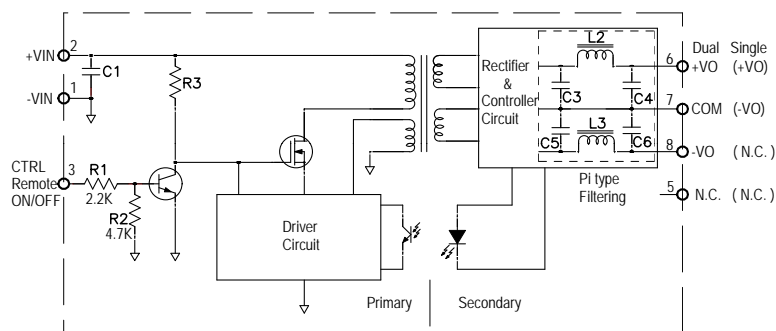 +VIN 2
C1
-VIN 1
R3
CTRL
Remote
ON/OFF
3
R1
2.2K
R2
4.7K
Driver
Circuit
Primary
Secondary
Rectifier
&
Controller
Circuit
L2
C3
C4
L3
C5
C6
Pi type
Filtering
Dual Single
6 +VO (+VO)
7 COM (-VO)
8 -VO (N.C.)
5 N.C. (N.C.)